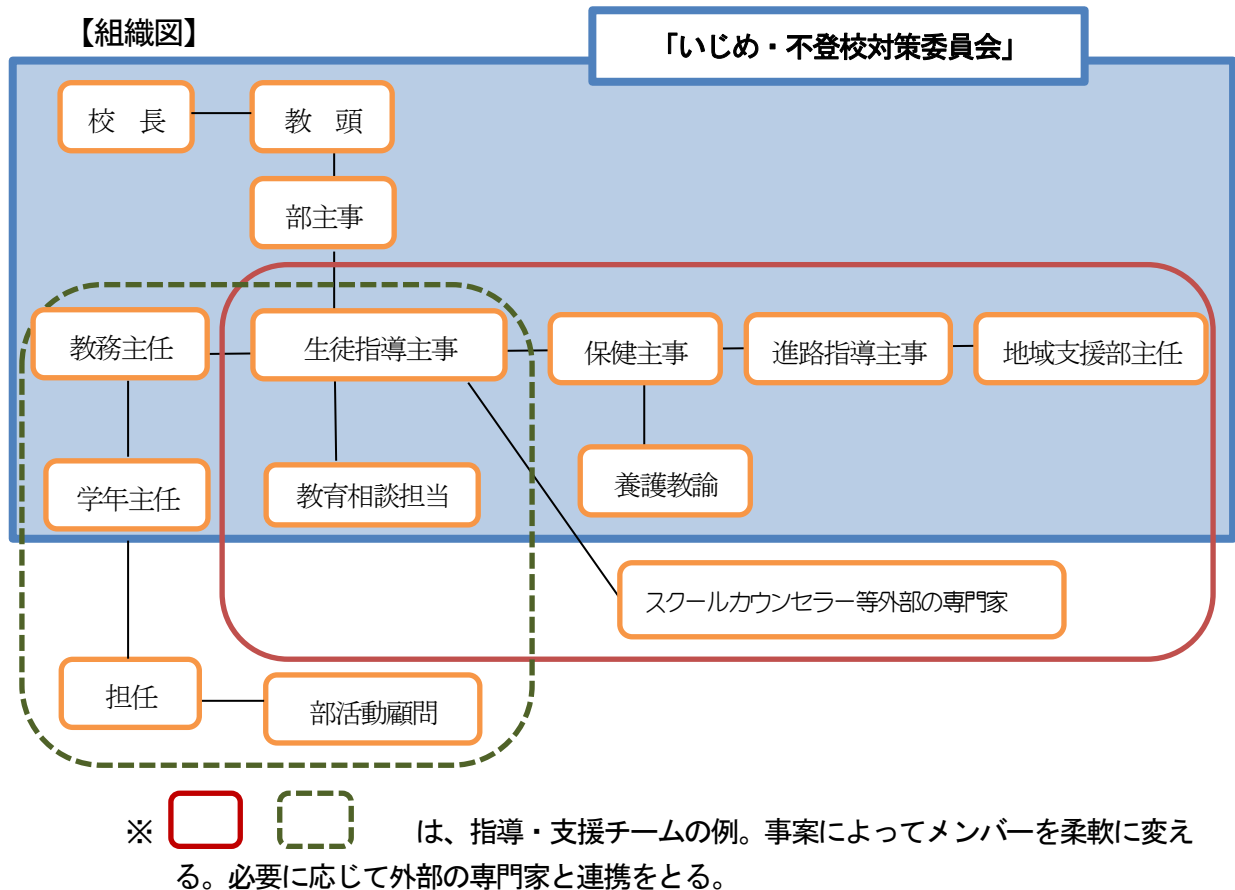 【組織図】
「いじめ・不登校対策委員会」
校　長
教　頭
部主事
教務主任
生徒指導主事
保健主事
進路指導主事
地域支援部主任
学年主任
教育相談担当
養護教諭
スクールカウンセラー等外部の専門家
担任
部活動顧問
※　　　　　は、指導・支援チームの例。事案によってメンバーを柔軟に変え
る。必要に応じて外部の専門家と連携をとる。